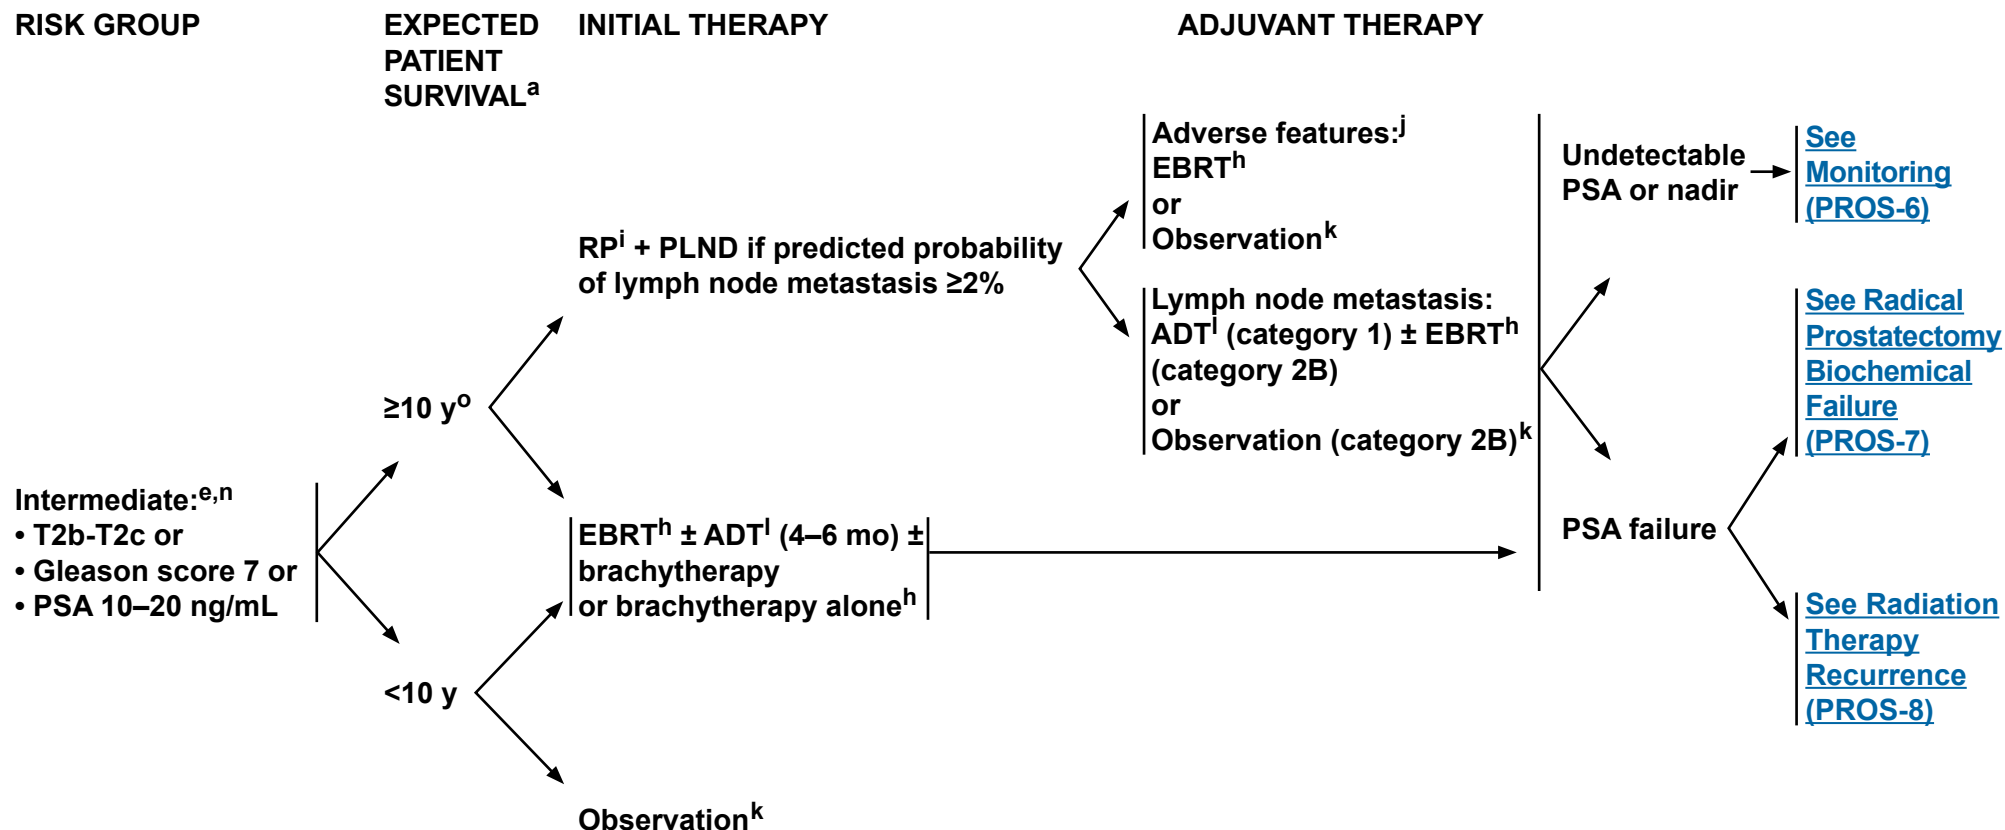 RISK GROUP
EXPECTED
PATIENT
SURVIVALa
INITIAL THERAPY
ADJUVANT THERAPY
Intermediate:e,n
• T2b-T2c or
• Gleason score 7 or
• PSA 10–20 ng/mL
≥10 yo
<10 y
RPi + PLND if predicted probability
of lymph node metastasis ≥2%
EBRTh ± ADTl (4–6 mo) ±
brachytherapy
or brachytherapy aloneh
Observationk
Adverse features:j
EBRTh
or
Observationk
Lymph node metastasis:
ADTl (category 1) ± EBRTh
(category 2B)
or
Observation (category 2B)k
Undetectable
PSA or nadir
PSA failure
See
Monitoring
(PROS-6)
See Radical
Prostatectomy
Biochemical
Failure
(PROS-7)
See Radiation
Therapy
Recurrence
(PROS-8)